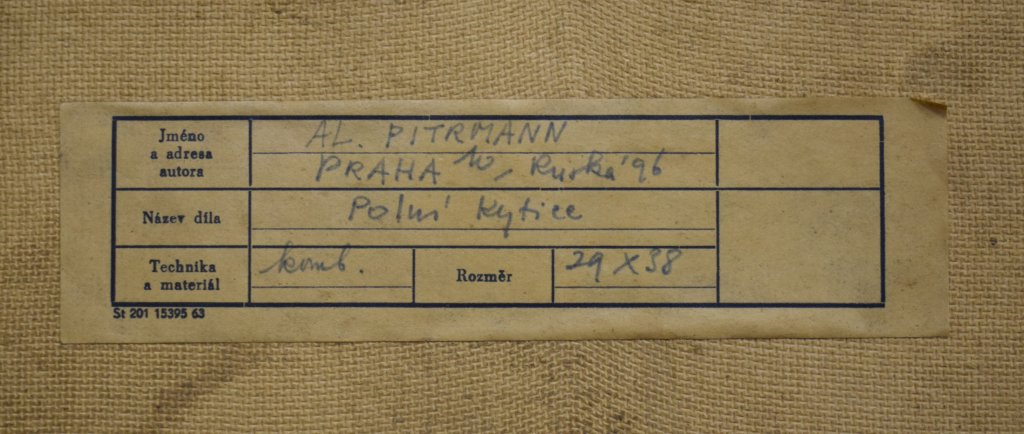 Jméno
a adresa
autora
AL. PITRMANN
PRAHA 10, Ruská 96
Název díla
Polní Kytice
Technika
a materiál
komb.
Rozměr
29 X 38
St 201 15395 63